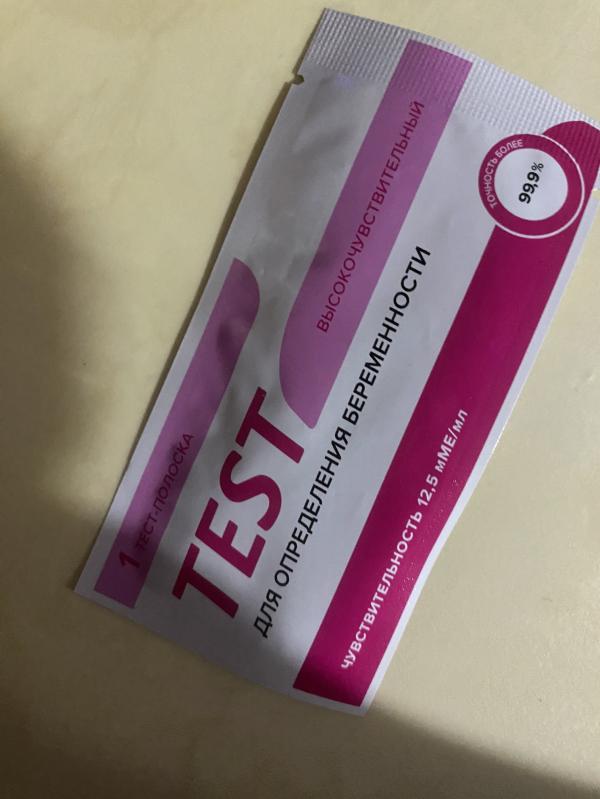 1 ТЕСТ-ПОЛОСКА
TEST
ВЫСОКОЧУВСТВИТЕЛЬНЫЙ
ДЛЯ ОПРЕДЕЛЕНИЯ БЕРЕМЕННОСТИ
ЧУВСТВИТЕЛЬНОСТЬ 12,5 мМЕ/мл
ТОЧНОСТЬ БОЛЕЕ
99,9%